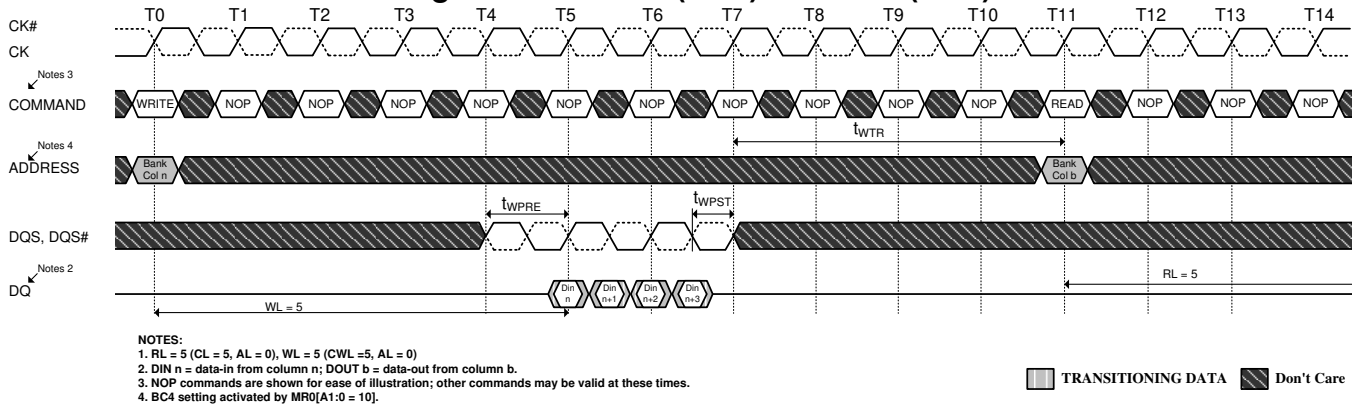 T0 T1 T2 T3 T4 T5 T6 T7 T8 T9 T10 T11 T12 T13 T14
CK#
CK
Notes 3
COMMAND WRITE NOP NOP NOP NOP NOP NOP NOP NOP NOP NOP READ NOP NOP NOP
tWTR
Notes 4
ADDRESS
Bank Bank
Col n Col b
tWPRE tWPST
DQS, DQS#
Notes 2
DQ
Din Din Din Din
n n+1 n+2 n+3
RL = 5
WL = 5
NOTES:
1. RL = 5 (CL = 5, AL = 0), WL = 5 (CWL =5, AL = 0)
2. DIN n = data-in from column n; DOUT b = data-out from column b.
3. NOP commands are shown for ease of illustration; other commands may be valid at these times.
4. BC4 setting activated by MR0[A1:0 = 10].
TRANSITIONING DATA Don't Care